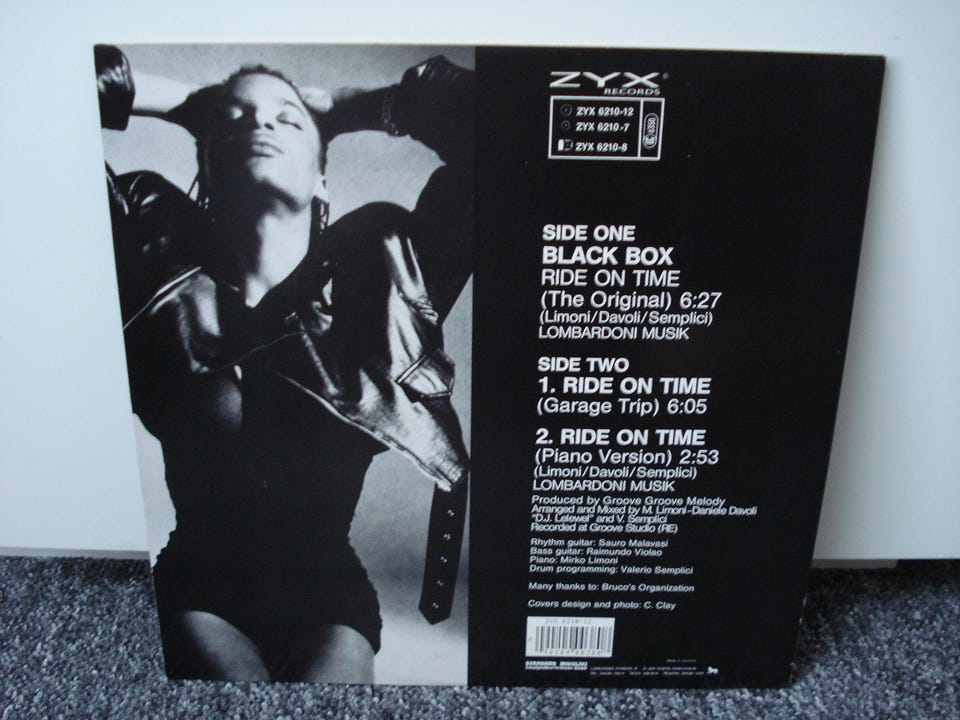 ZYX®
RECORDS
ZYX 6210-12
ZYX 6210-7
ZYX 6210-8
SIDE ONE
BLACK BOX
RIDE ON TIME
(The Original) 6:27
(Limoni/Davoli/Semplici)
LOMBARDONI MUSIK
SIDE TWO
1. RIDE ON TIME
(Garage Trip) 6:05
2. RIDE ON TIME
(Piano Version) 2:53
(Limoni/Davoli/Semplici)
LOMBARDONI MUSIK
Produced by Groove Groove Melody
Arranged and Mixed by M. Limoni-Daniele Davoli
"D.J. Lelewel" and V. Semplici
Recorded at Groove Studio (RE)
Rhythm guitar: Sauro Malavasi
Bass guitar: Raimundo Violao
Piano: Mirko Limoni
Drum programming: Valerio Semplici
Many thanks to: Bruco's Organization
Covers design and photo: C. Clay
ZYX 6210-12